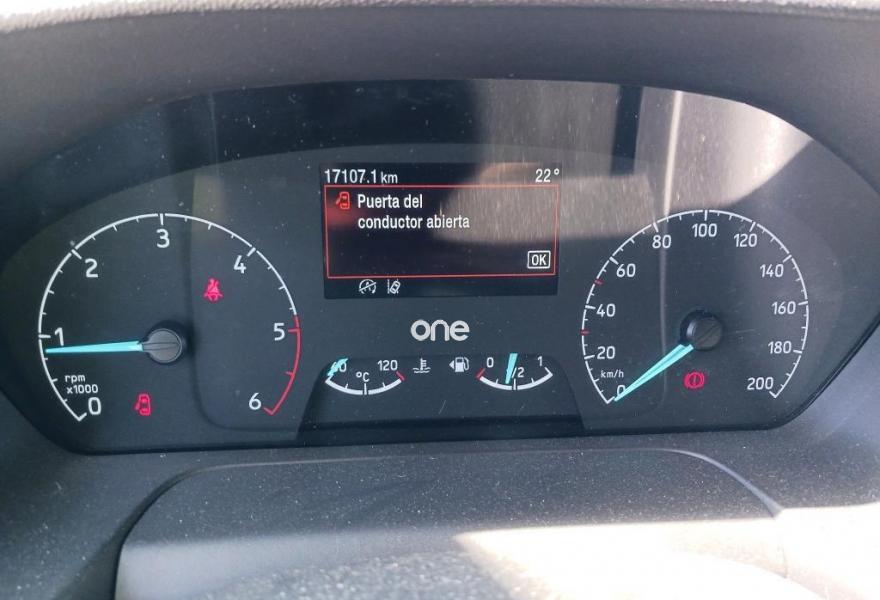 17107.1 km 22°
Puerta del
conductor abierta
OK
one
0 1 2 3 4 5 6
rpm
x1000
120
°C
0 1/2 1
0 20 40 60 80 100 120 140 160 180 200
km/h